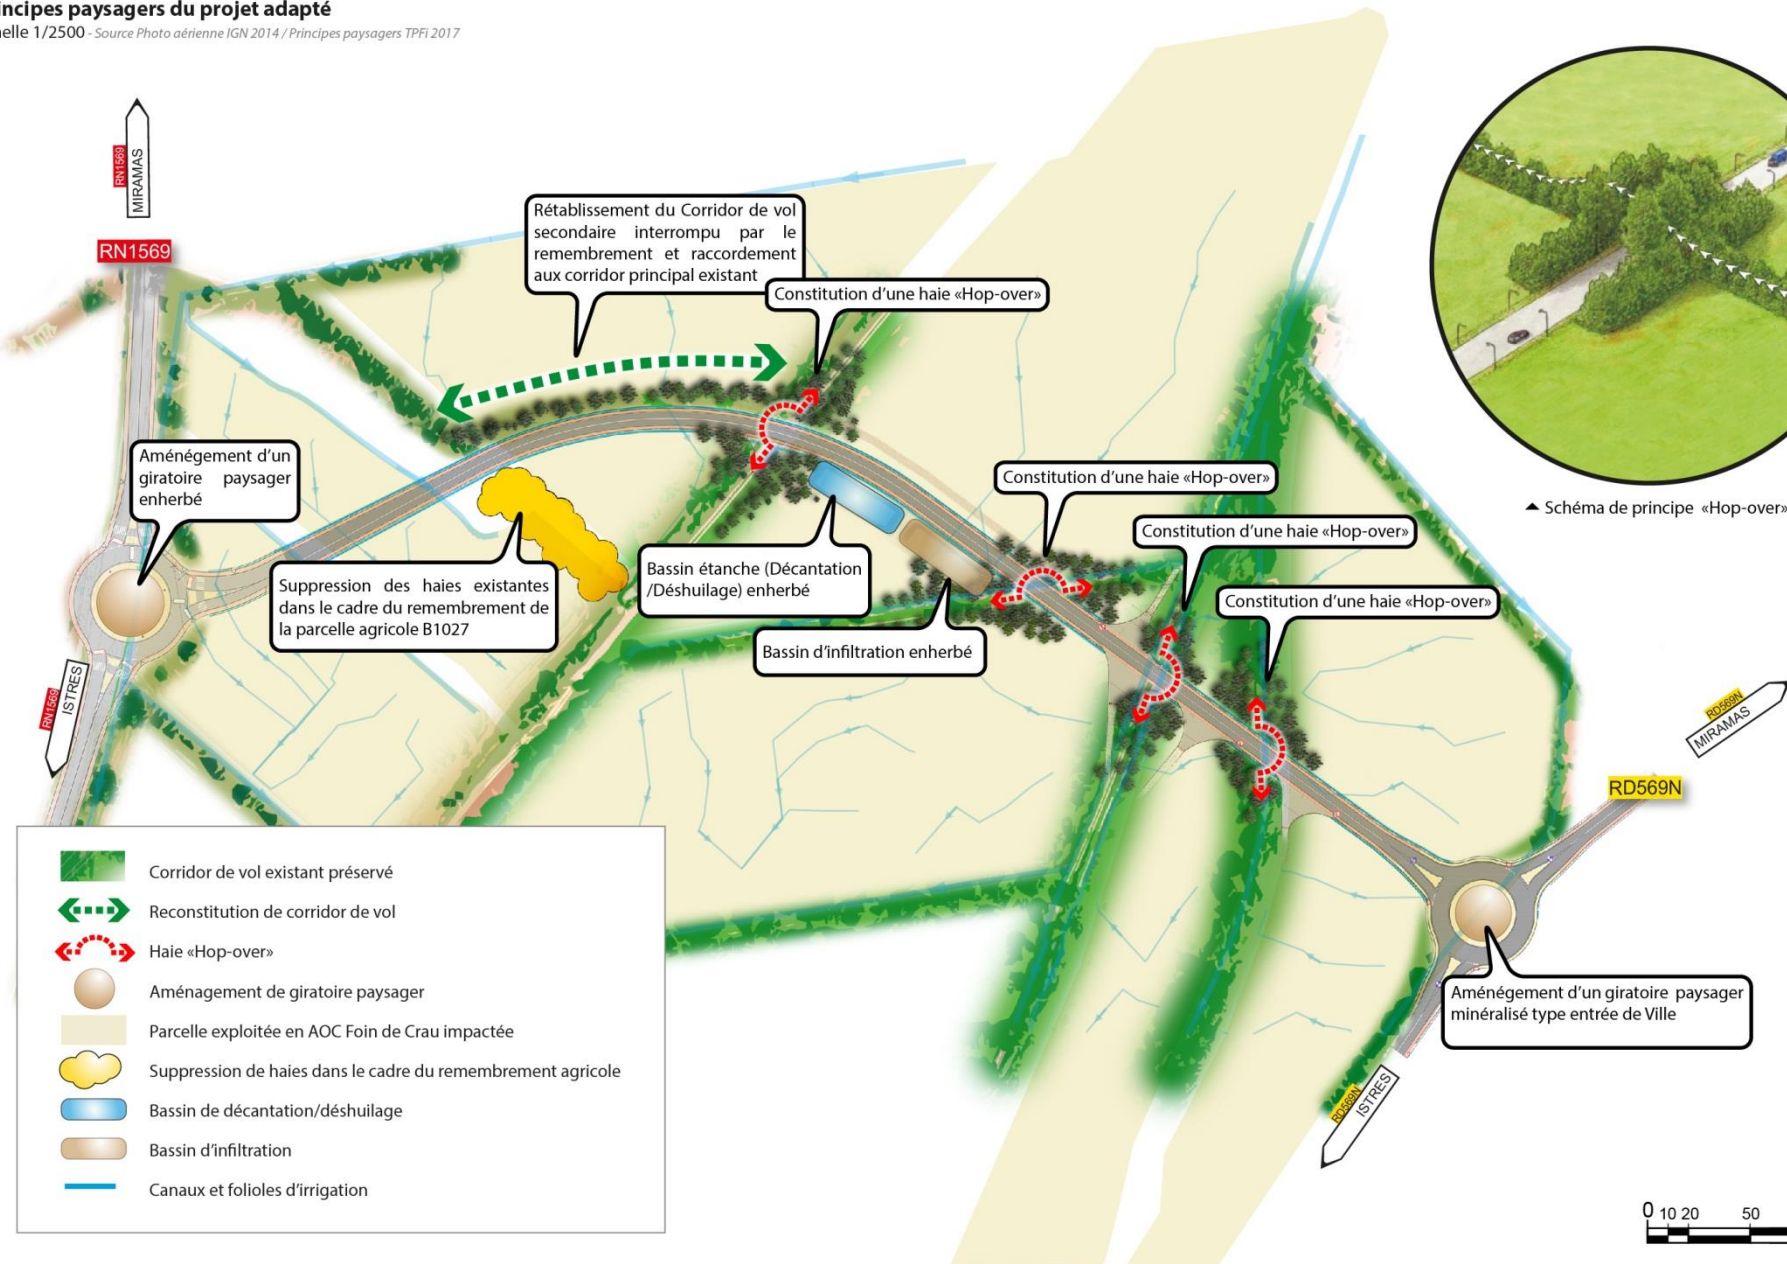 incipes paysagers du projet adapté
elle 1/2500 - Source Photo aérienne IGN 2014 / Principes paysagers TPFi 2017
RN1569
MIRAMAS
RN1569
Rétablissement du Corridor de vol
secondaire interrompu par le
remembrement et raccordement
aux corridor principal existant
Constitution d'une haie «Hop-over»
Aménégement d'un
giratoire paysager
enherbé
Constitution d'une haie «Hop-over»
▲ Schéma de principe «Hop-over»
Constitution d'une haie «Hop-over»
Suppression des haies existantes
dans le cadre du remembrement de
la parcelle agricole B1027
Bassin étanche (Décantation
/Déshuilage) enherbé
Constitution d'une haie «Hop-over»
Bassin d'infiltration enherbé
RN1569
ISTRES
RD569N
MIRAMAS
RD569N
Corridor de vol existant préservé
Reconstitution de corridor de vol
Haie «Hop-over»
Aménagement de giratoire paysager
Parcelle exploitée en AOC Foin de Crau impactée
Suppression de haies dans le cadre du remembrement agricole
Bassin de décantation/déshuilage
Bassin d'infiltration
Canaux et folioles d'irrigation
Aménégement d'un giratoire paysager
minéralisé type entrée de Ville
RD569N
ISTRES
0 10 20 50